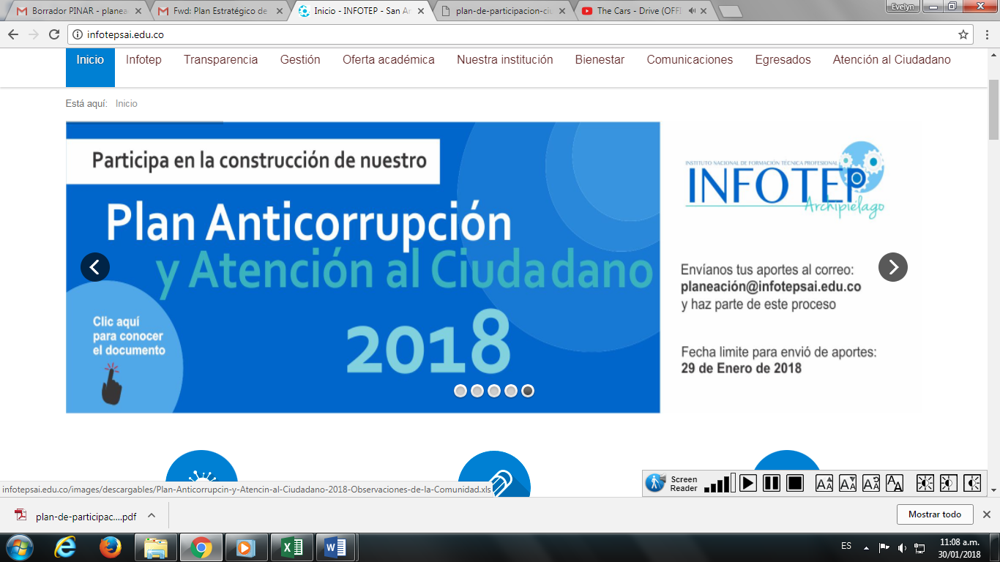 Borrador PINAR - planea
Fwd: Plan Estratégico de
Inicio - INFOTEP - San An
plan-de-participacion-ciu
The Cars - Drive (OFFI
Evelyn
infotepsai.edu.co
Inicio Infotep Transparencia Gestión Oferta académica Nuestra institución Bienestar Comunicaciones Egresados Atención al Ciudadano
Está aquí: Inicio
Participa en la construcción de nuestro
Plan Anticorrupción
y Atención al Ciudadano
2018
Clic aquí
para conocer
el documento
INSTITUTO NACIONAL DE FORMACIÓN TÉCNICA PROFESIONAL
INFOTEP
Archipiélago
Envíanos tus aportes al correo:
planeación@infotepsai.edu.co
y haz parte de este proceso
Fecha limite para envió de aportes:
29 de Enero de 2018
Screen
Reader
infotepsai.edu.co/images/descargables/Plan-Anticorrupcin-y-Atencin-al-Ciudadano-2018-Observaciones-de-la-Comunidad.xls
plan-de-participac....pdf
Mostrar todo
ES
11:08 a.m.
30/01/2018